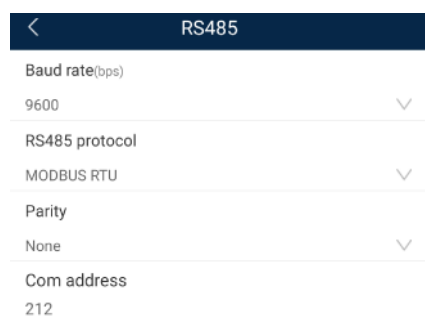 RS485
Baud rate(bps)
9600
RS485 protocol
MODBUS RTU
Parity
None
Com address
212